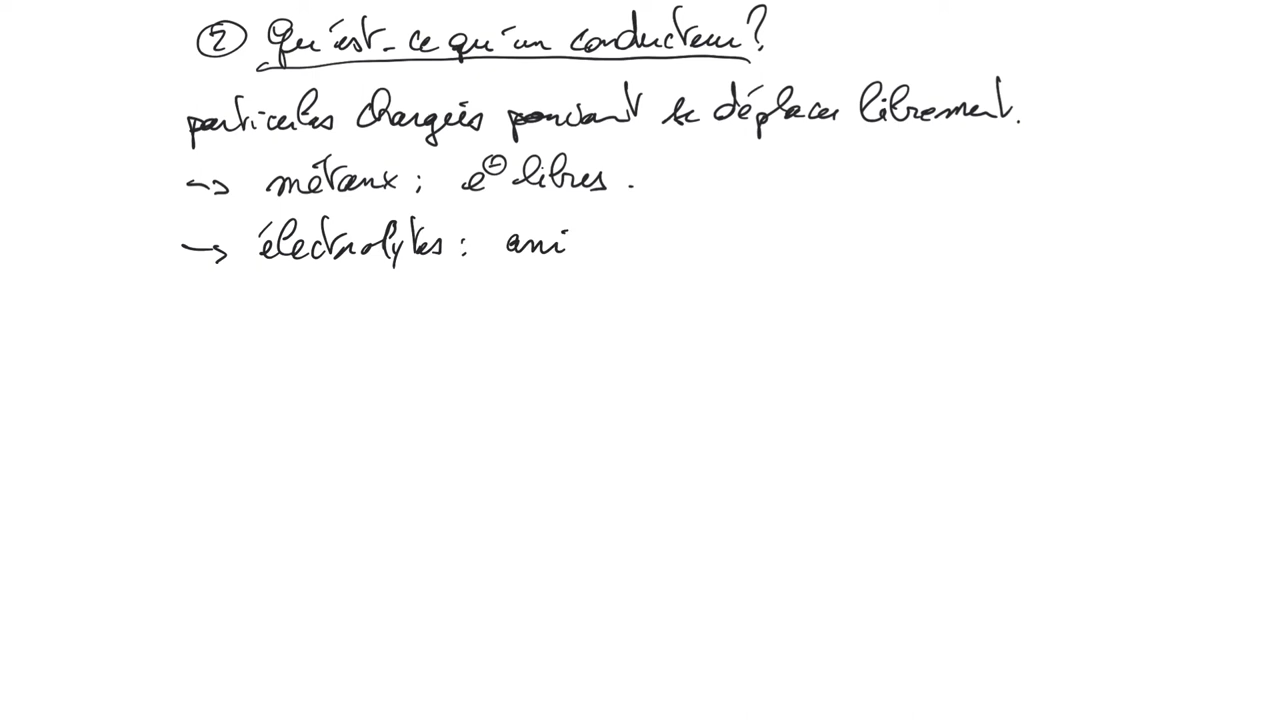 ② Qu'est-ce qu'un conducteur?
particules chargées pouvant se déplacer librement.
→ métaux : e⊖ libres.
→ électrolytes : ani